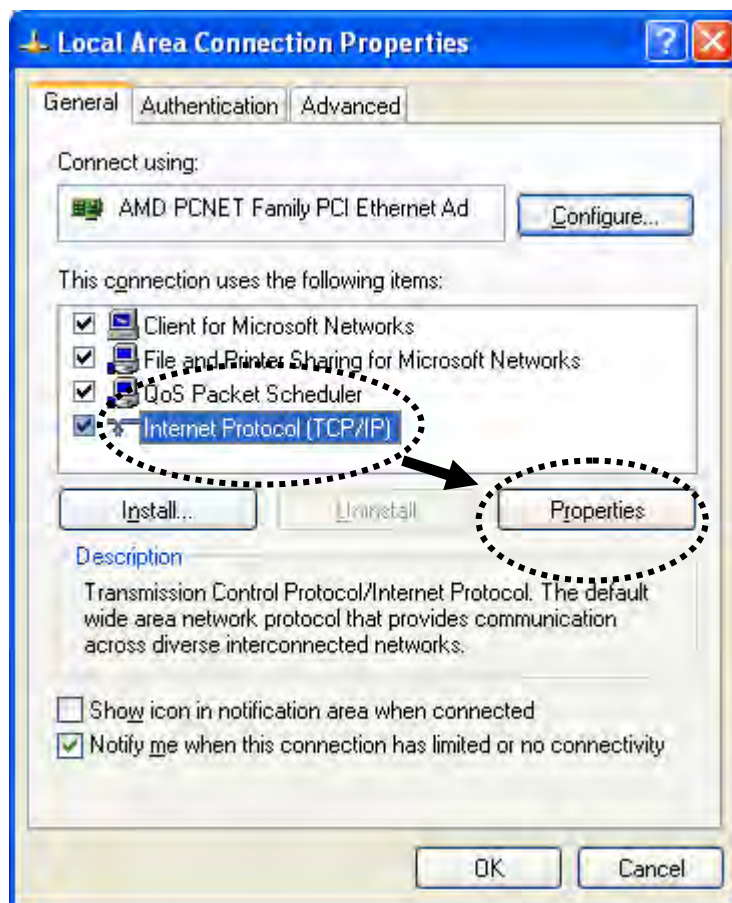 Local Area Connection Properties
General Authentication Advanced
Connect using:
AMD PCNET Family PCI Ethernet Ad
Configure...
This connection uses the following items:
Client for Microsoft Networks
File and Printer Sharing for Microsoft Networks
QoS Packet Scheduler
Internet Protocol (TCP/IP)
Install... Uninstall Properties
Description
Transmission Control Protocol/Internet Protocol. The default
wide area network protocol that provides communication
across diverse interconnected networks.
Show icon in notification area when connected
Notify me when this connection has limited or no connectivity
OK Cancel